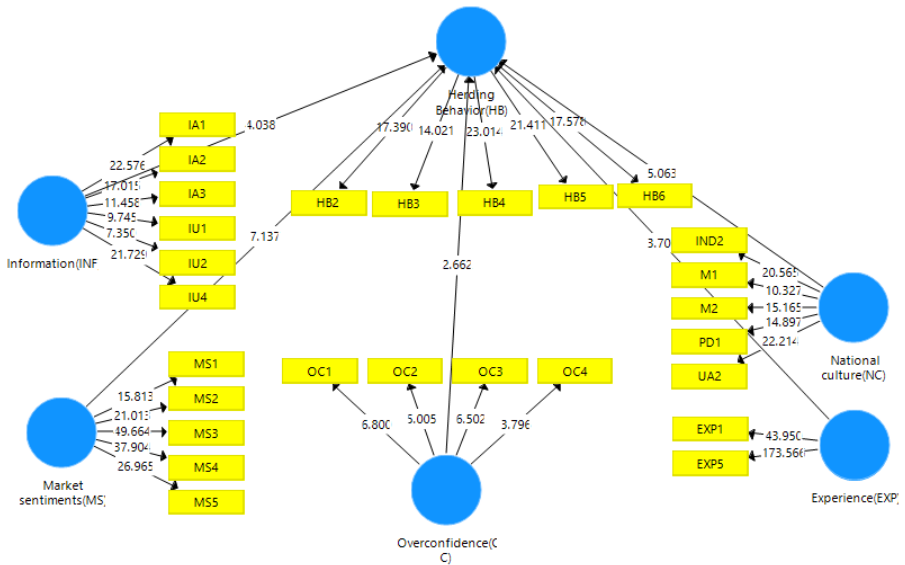 Herding
Behavior(HB)
IA1
IA2
IA3
IU1
IU2
IU4
22.576
17.015
11.458
9.745
7.350
21.729
Information(INF
4.038
17.390
14.021
23.014
21.411
17.578
5.063
HB2
HB3
HB4
HB5
HB6
7.137
2.662
3.70
IND2
M1
M2
PD1
UA2
20.565
10.327
15.165
14.897
22.214
National
culture(NC)
MS1
MS2
MS3
MS4
MS5
15.813
21.013
49.664
37.904
26.965
Market
sentiments(MS)
OC1
OC2
OC3
OC4
6.800
5.005
6.502
3.796
Overconfidence(C
C)
EXP1
EXP5
43.950
173.566
Experience(EXP)